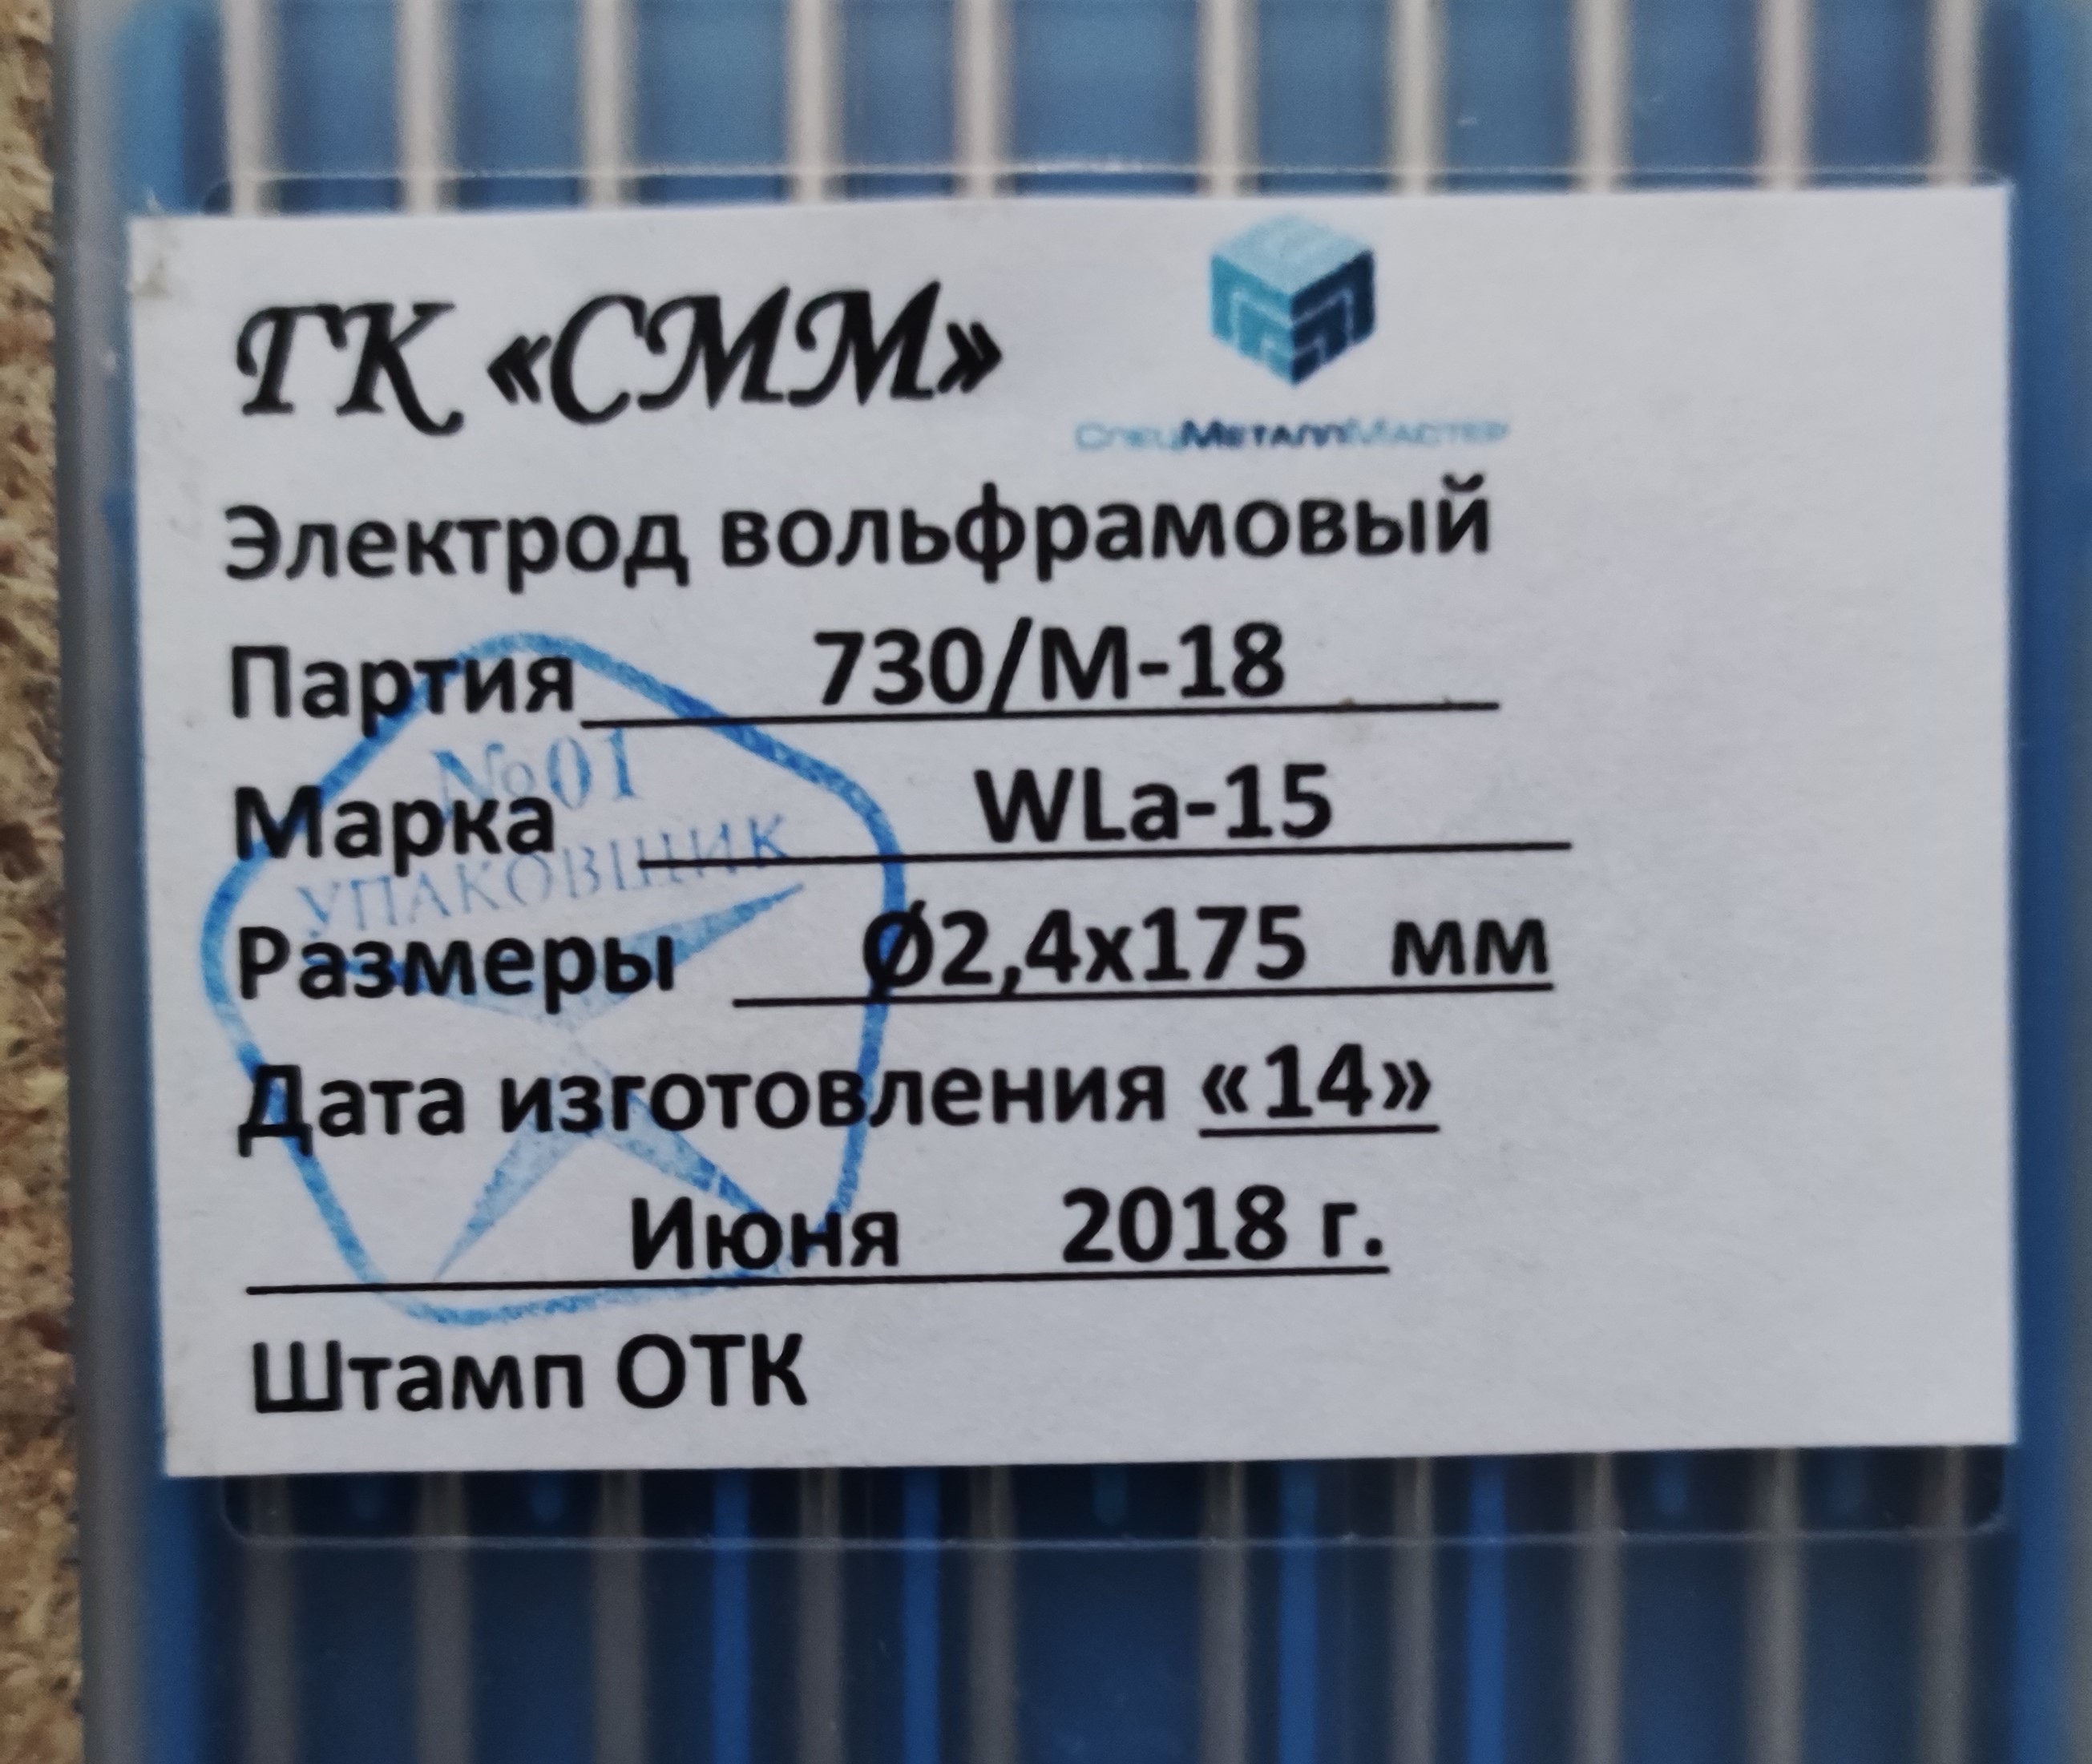 ГК «СММ»
СпецМеталлМастер
Электрод вольфрамовый
Партия 730/М-18
№01
Марка WLa-15
УПАКОВЩИК
Размеры Ø2,4х175 мм
Дата изготовления «14»
Июня 2018 г.
Штамп ОТК